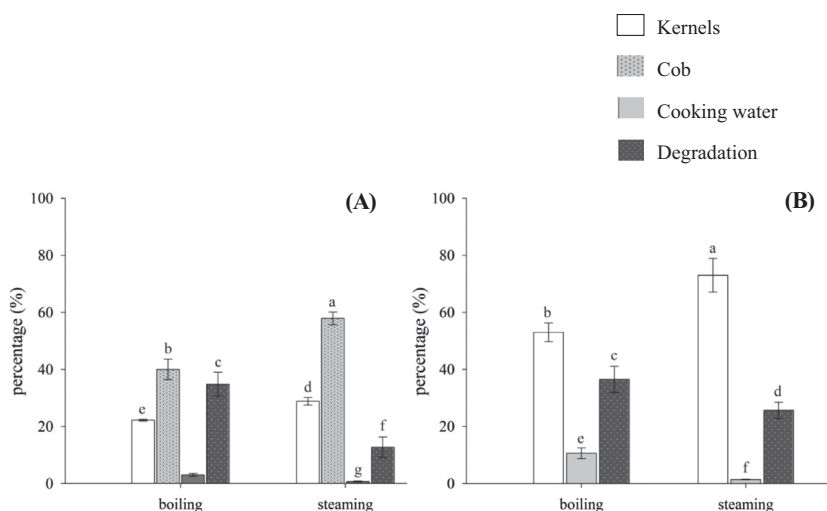 Kernels
Cob
Cooking water
Degradation
(A)
(B)
percentage (%)
100
80
60
40
20
0
e
b
c
d
a
g
f
boiling
steaming
percentage (%)
100
80
60
40
20
0
b
e
c
a
f
d
boiling
steaming